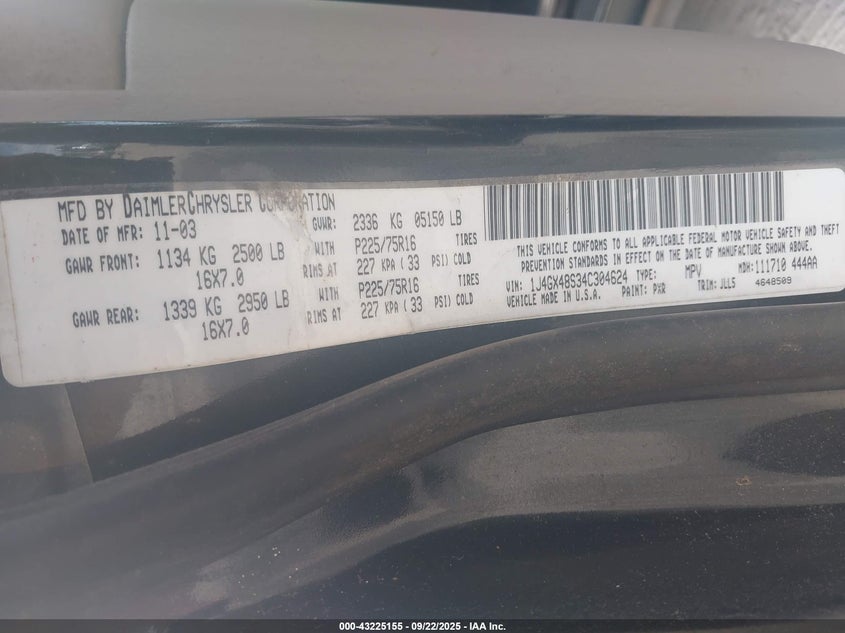 MFD BY DAIMLERCHRYSLER CORPORATION
DATE OF MFR: 11-03
GVWR: 2336 KG 05150 LB
GAWR FRONT: 1134 KG 2500 LB
WITH P225/75R16 TIRES
16X7.0 RIMS AT 227 KPA (33 PSI) COLD
GAWR REAR: 1339 KG 2950 LB
WITH P225/75R16 TIRES
16X7.0 RIMS AT 227 KPA (33 PSI) COLD
THIS VEHICLE CONFORMS TO ALL APPLICABLE FEDERAL MOTOR VEHICLE SAFETY AND THEFT
PREVENTION STANDARDS IN EFFECT ON THE DATE OF MANUFACTURE SHOWN ABOVE.
VIN: 1J4GX48S34C304624 TYPE: MPV MDH: 111710 444AA
VEHICLE MADE IN U.S.A. PAINT: PXR TRIM: JLLS 4648509
000-43225155 - 09/22/2025 - IAA Inc.